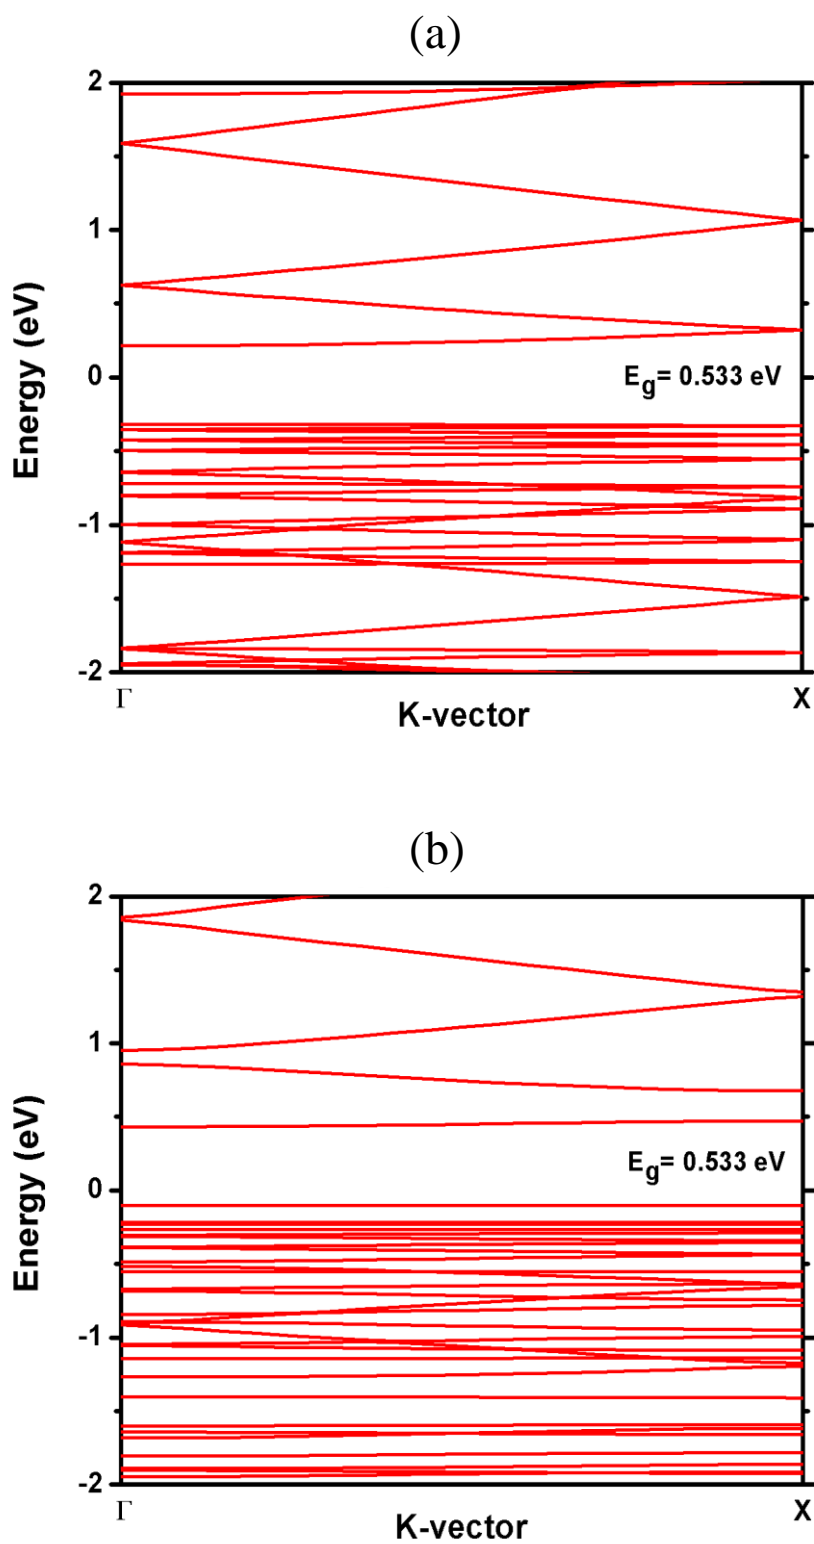 (a)
2
1
0
-1
-2
Energy (eV)
Eg= 0.533 eV
Γ
K-vector
X
(b)
2
1
0
-1
-2
Energy (eV)
Eg= 0.533 eV
Γ
K-vector
X